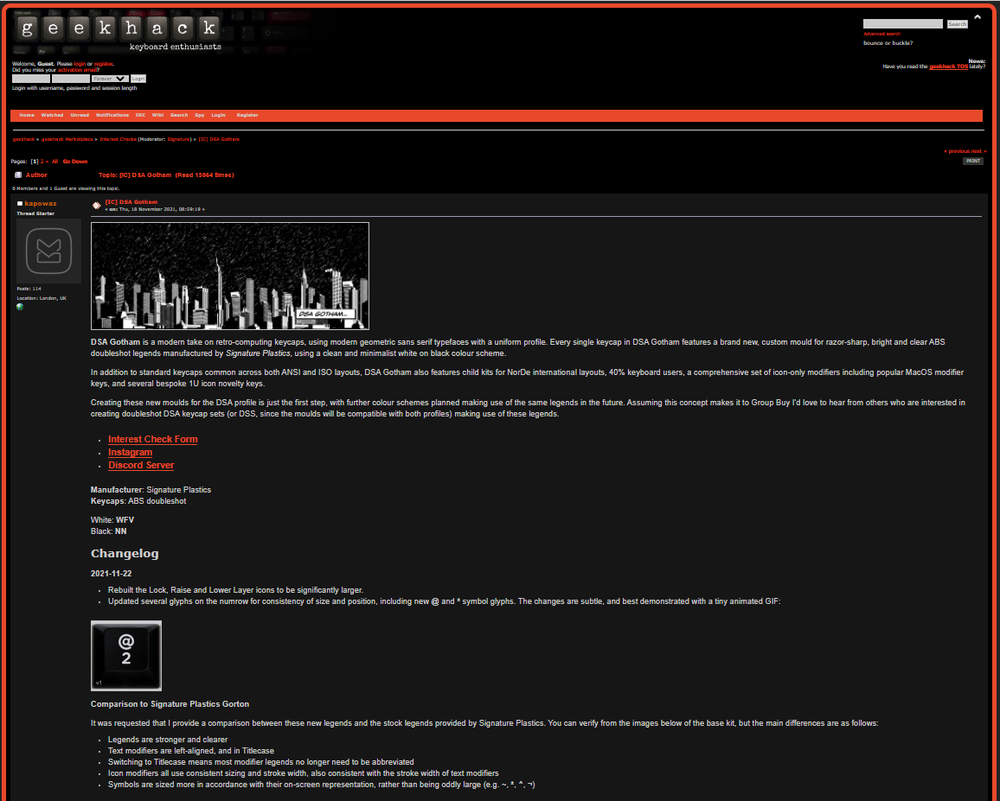 geekhack
keyboard enthusiasts
Search
Advanced search
bounce or buckle?
Welcome, Guest. Please login or register.
Did you miss your activation email?
Forever
Login
Login with username, password and session length
News:
Have you read the geekhack TOS lately?
Home Watched Unread Notifications IRC Wiki Search Spy Login Register
geekhack » geekhack Marketplace » Interest Checks (Moderator: Signature) » [IC] DSA Gotham
« previous next »
Pages: [1] 2 » All Go Down
PRINT
Author Topic: [IC] DSA Gotham (Read 13064 times)
0 Members and 1 Guest are viewing this topic.
kapowaz
Thread Starter
Posts: 114
Location: London, UK
[IC] DSA Gotham
« on: Thu, 18 November 2021, 08:59:19 »
DSA GOTHAM...
DSA Gotham is a modern take on retro-computing keycaps, using modern geometric sans serif typefaces with a uniform profile. Every single keycap in DSA Gotham features a brand new, custom mould for razor-sharp, bright and clear ABS
doubleshot legends manufactured by Signature Plastics, using a clean and minimalist white on black colour scheme.
In addition to standard keycaps common across both ANSI and ISO layouts, DSA Gotham also features child kits for NorDe international layouts, 40% keyboard users, a comprehensive set of icon-only modifiers including popular MacOS modifier
keys, and several bespoke 1U icon novelty keys.
Creating these new moulds for the DSA profile is just the first step, with further colour schemes planned making use of the same legends in the future. Assuming this concept makes it to Group Buy I'd love to hear from others who are interested in
creating doubleshot DSA keycap sets (or DSS, since the moulds will be compatible with both profiles) making use of these legends.
• Interest Check Form
• Instagram
• Discord Server
Manufacturer: Signature Plastics
Keycaps: ABS doubleshot
White: WFV
Black: NN
Changelog
2021-11-22
• Rebuilt the Lock, Raise and Lower Layer icons to be significantly larger.
• Updated several glyphs on the numrow for consistency of size and position, including new @ and * symbol glyphs. The changes are subtle, and best demonstrated with a tiny animated GIF:
@
2
v1
Comparison to Signature Plastics Gorton
It was requested that I provide a comparison between these new legends and the stock legends provided by Signature Plastics. You can verify from the images below of the base kit, but the main differences are as follows:
• Legends are stronger and clearer
• Text modifiers are left-aligned, and in Titlecase
• Switching to Titlecase means most modifier legends no longer need to be abbreviated
• Icon modifiers all use consistent sizing and stroke width, also consistent with the stroke width of text modifiers
• Symbols are sized more in accordance with their on-screen representation, rather than being oddly large (e.g. ~, *, ^, ¬)